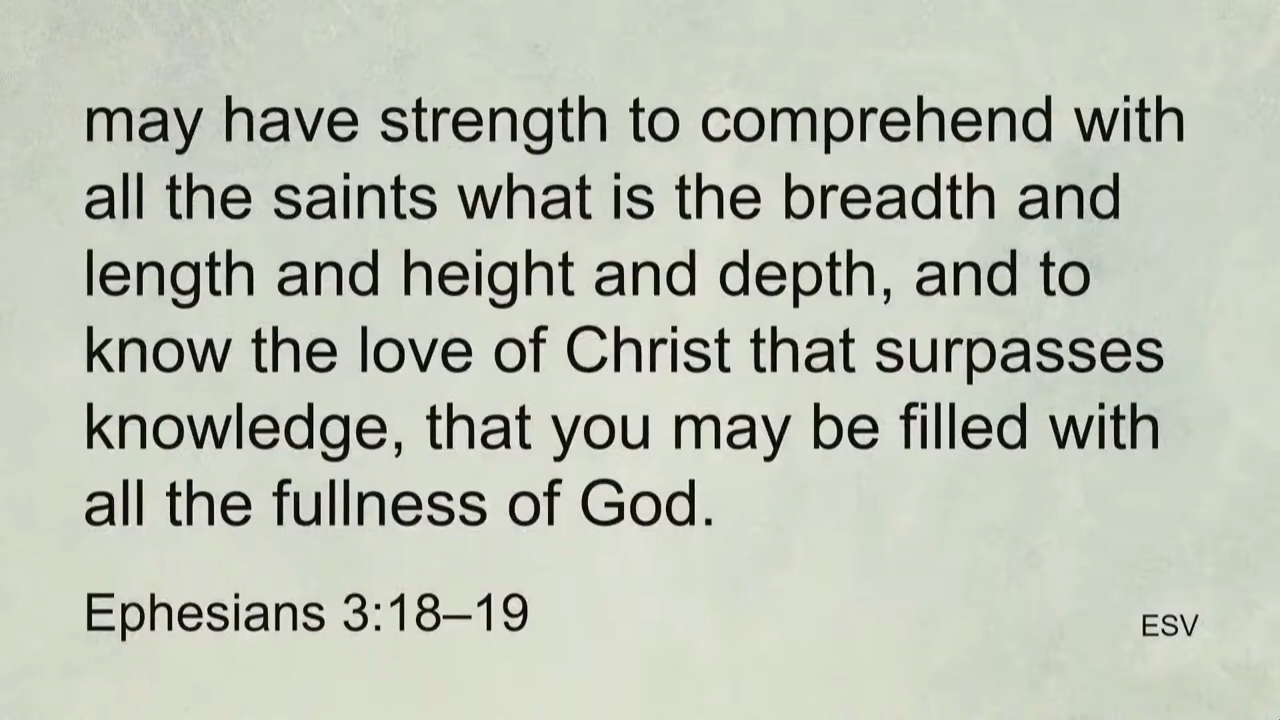 may have strength to comprehend with
all the saints what is the breadth and
length and height and depth, and to
know the love of Christ that surpasses
knowledge, that you may be filled with
all the fullness of God.
Ephesians 3:18–19
ESV